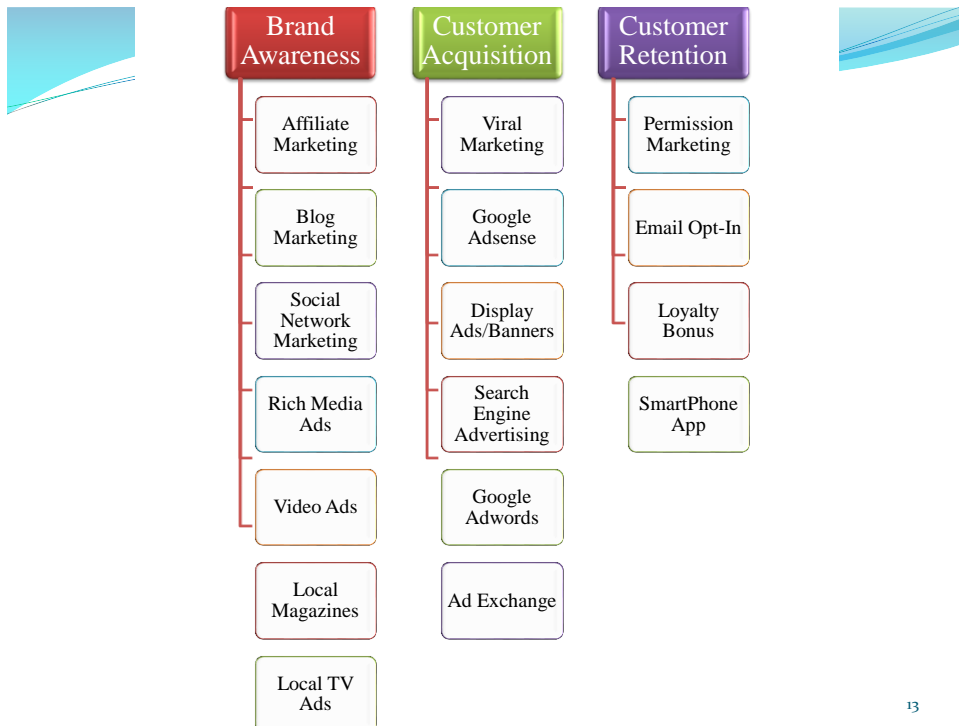 Brand
Awareness
Affiliate
Marketing
Blog
Marketing
Social
Network
Marketing
Rich Media
Ads
Video Ads
Local
Magazines
Local TV
Ads
Customer
Acquisition
Viral
Marketing
Google
Adsense
Display
Ads/Banners
Search
Engine
Advertising
Google
Adwords
Ad Exchange
Customer
Retention
Permission
Marketing
Email Opt-In
Loyalty
Bonus
SmartPhone
App
13